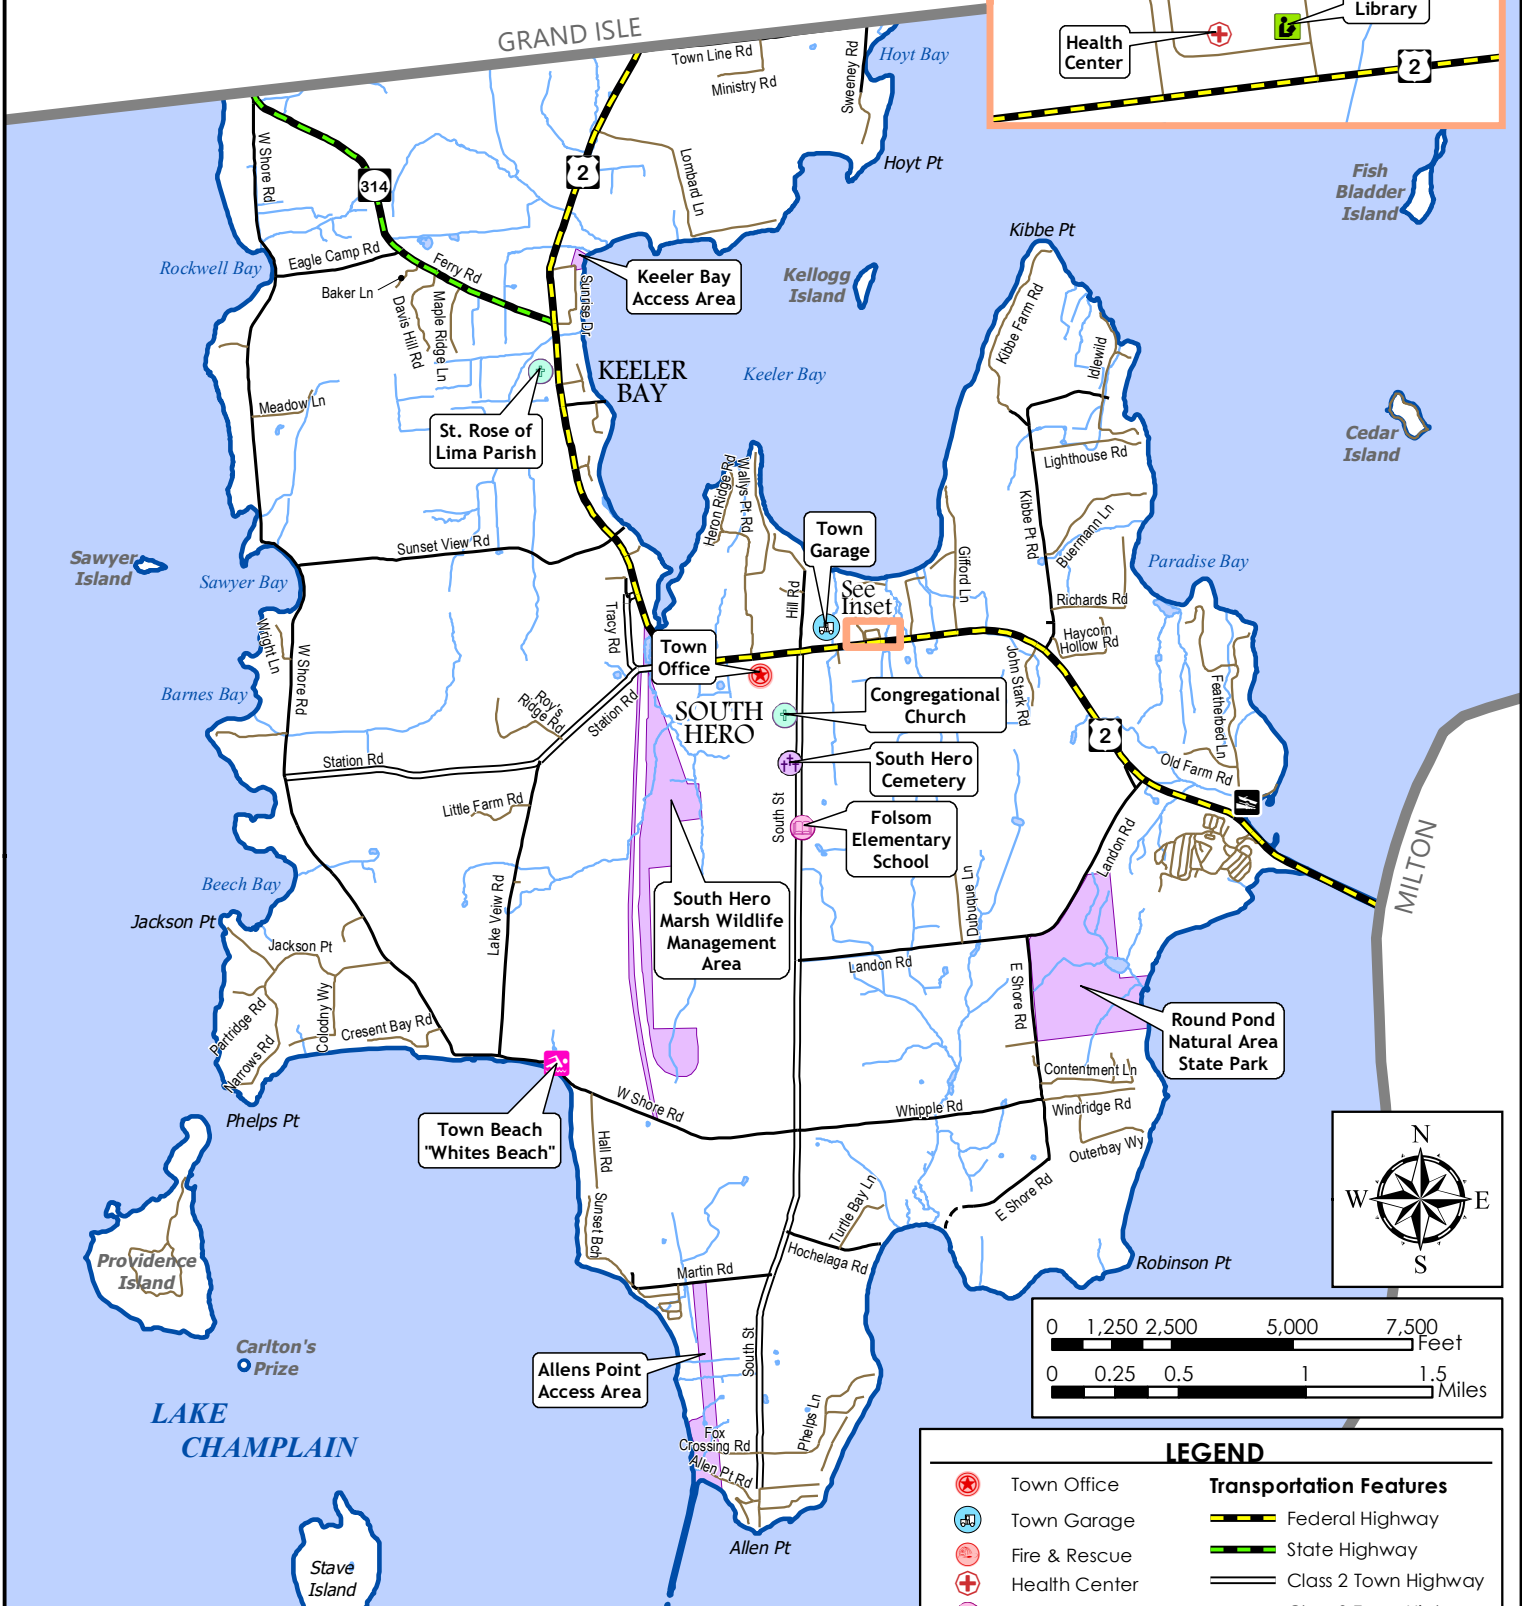 GRAND ISLE
Library
Health
Center
2
Town Line Rd
Ministry Rd
Sweeney Rd
Hoyt Bay
Hoyt Pt
Fish
Bladder
Island
W Shore Rd
314
2
Lombard Ln
Kibbe Pt
Rockwell Bay
Eagle Camp Rd
Ferry Rd
Baker Ln
Davis Hill Rd
Maple Ridge Ln
Sunrise Dr
Keeler Bay
Access Area
Kellogg
Island
Kibbe Farm Rd
Idlewild
KEELER
BAY
Keeler Bay
Meadow Ln
St. Rose of
Lima Parish
Cedar
Island
Lighthouse Rd
Heron Ridge Rd
Wallys Pt Rd
Town
Garage
Kibbe Pt Rd
Buermann Ln
Sunset View Rd
Sawyer
Island
Sawyer Bay
Gifford Ln
Paradise Bay
See
Inset
Hill Rd
Richards Rd
Tracy Rd
Wright Ln
W Shore Rd
Town
Office
Haycorn
Hollow Rd
John Stark Rd
Barnes Bay
Roy's
Ridge Rd
Station Rd
SOUTH
HERO
Congregational
Church
Featherbed Ln
2
Station Rd
South Hero
Cemetery
Old Farm Rd
Little Farm Rd
South St
Folsom
Elementary
School
Landon Rd
MILTON
Beech Bay
Lake Veiw Rd
Dubuque Ln
Jackson Pt
Jackson Pt
South Hero
Marsh Wildlife
Management
Area
Landon Rd
E Shore Rd
Partridge Rd
Colodny Wy
Cresent Bay Rd
Narrows Rd
Round Pond
Natural Area
State Park
Contentment Ln
Phelps Pt
W Shore Rd
Whipple Rd
Windridge Rd
Town Beach
"Whites Beach"
Hall Rd
Outerbay Wy
N
W
E
S
Sunset Bch
Turtle Bay Ln
E Shore Rd
Providence
Island
Martin Rd
Hochelaga Rd
Robinson Pt
0 1,250 2,500 5,000 7,500
Feet
0 0.25 0.5 1 1.5
Miles
Carlton's
Prize
Allens Point
Access Area
South St
LAKE
CHAMPLAIN
Fox
Crossing Rd
Phelps Ln
Allen Pt Rd
Allen Pt
Stave
Island
LEGEND
Town Office
Town Garage
Fire & Rescue
Health Center
Transportation Features
Federal Highway
State Highway
Class 2 Town Highway